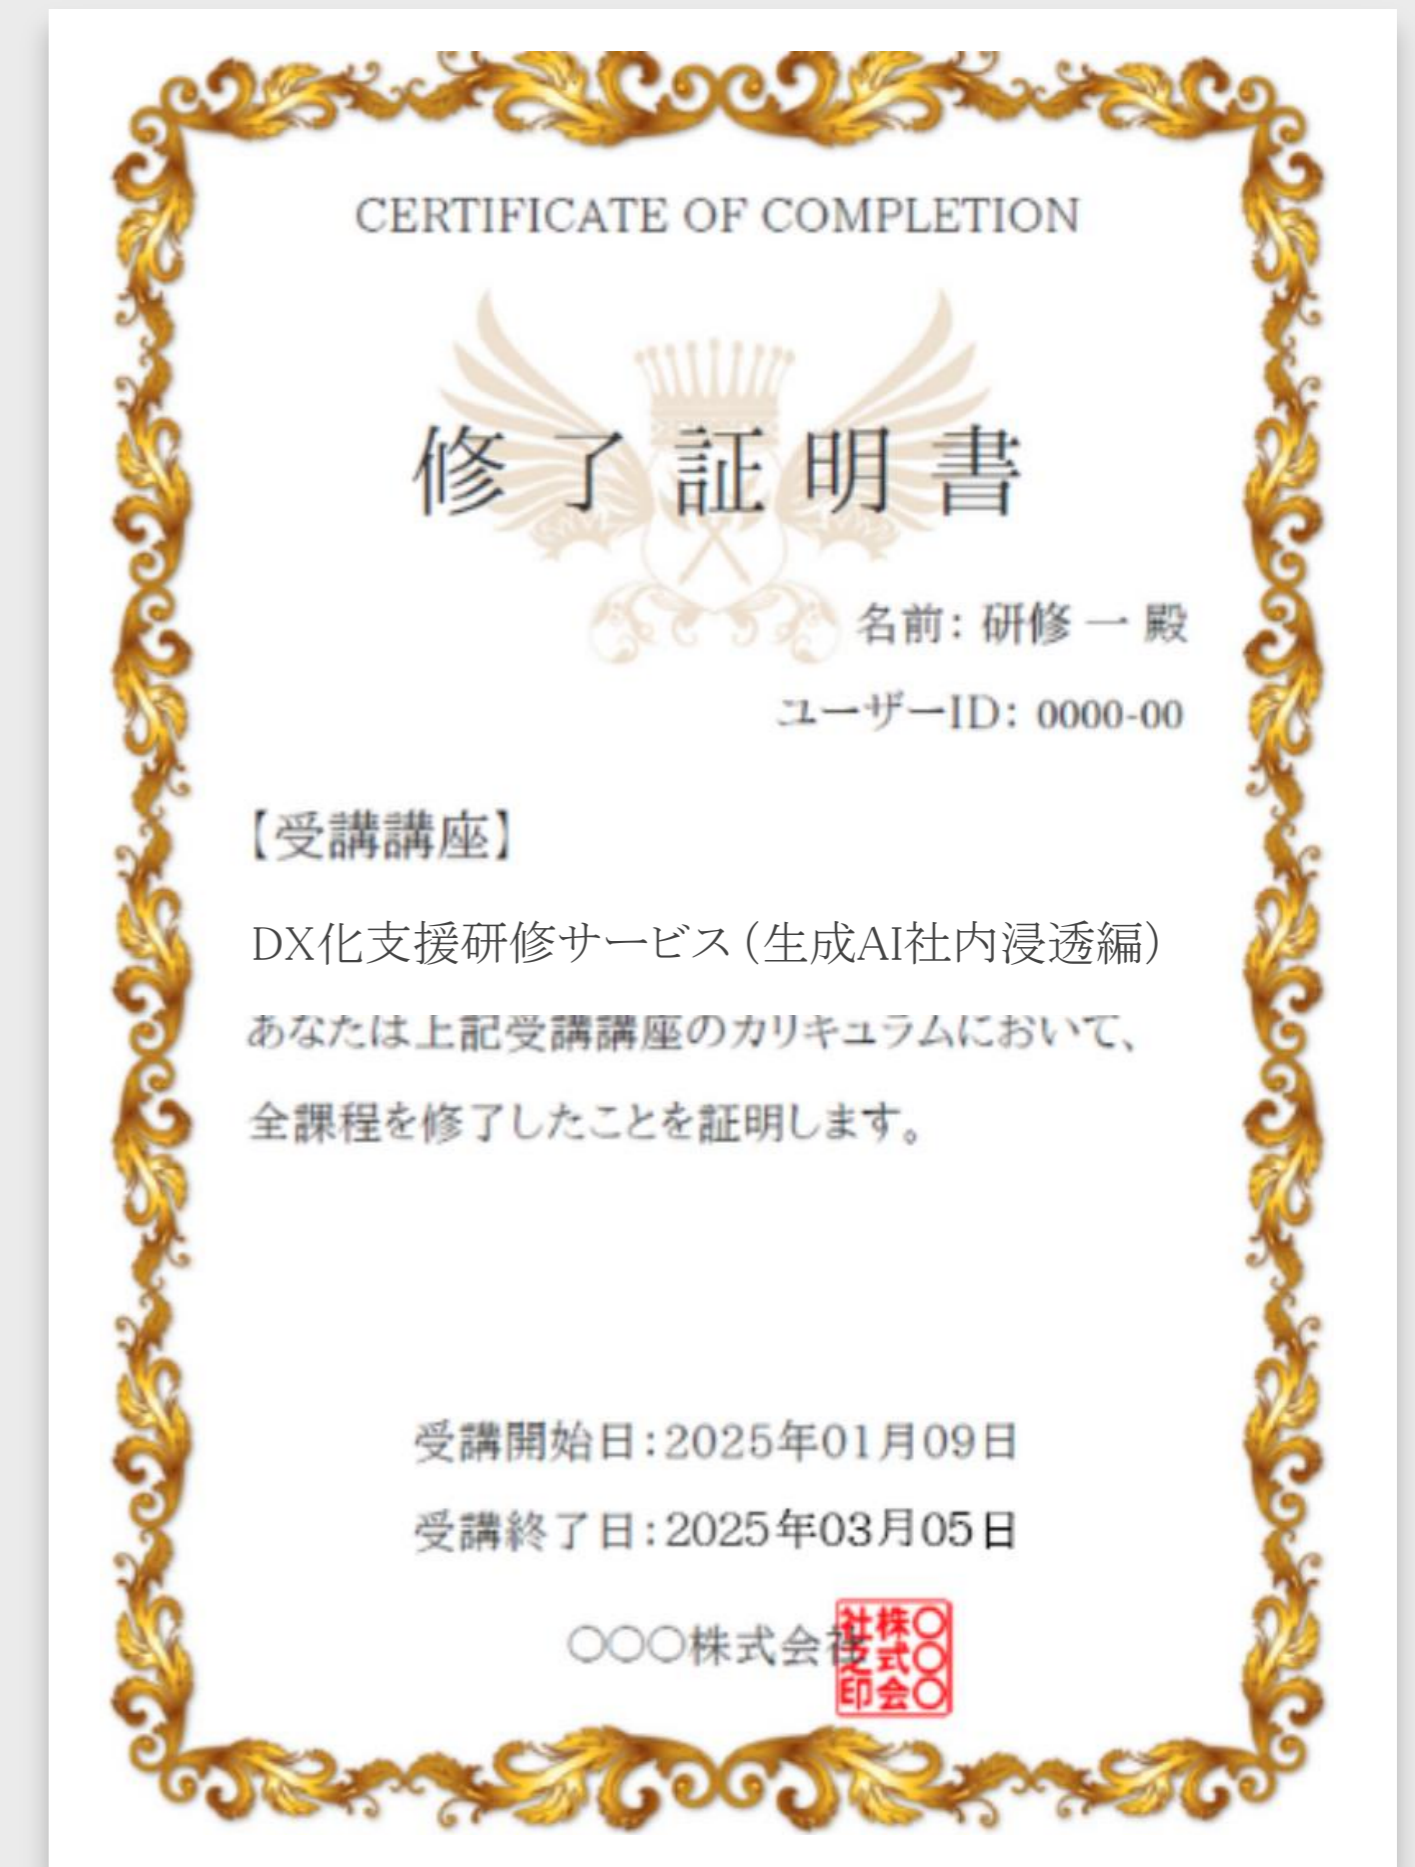 CERTIFICATE OF COMPLETION
修了証明書
名前：研修 一 殿
ユーザーID：0000-00
【受講講座】
DX化支援研修サービス（生成AI社内浸透編）
あなたは上記受講講座のカリキュラムにおいて、
全課程を修了したことを証明します。
受講開始日：2025年01月09日
受講終了日：2025年03月05日
〇〇〇株式会社
〇〇〇
株式会
社之印